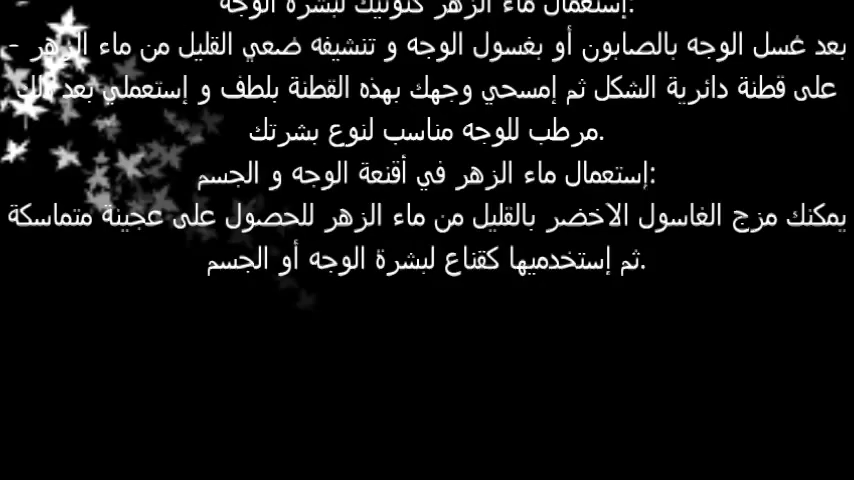 إستعمال ماء الزهر كتونيك لبشرة الوجه:
بعد غسل الوجه بالصابون أو بغسول الوجه و تنشيفه ضعي القليل من ماء الزهر -
على قطنة دائرية الشكل ثم إمسحي وجهك بهذه القطنة بلطف و إستعملي بعد ذلك
مرطب للوجه مناسب لنوع بشرتك.
إستعمال ماء الزهر في أقنعة الوجه و الجسم:
يمكنك مزج الغاسول الاخضر بالقليل من ماء الزهر للحصول على عجينة متماسكة
ثم إستخدميها كقناع لبشرة الوجه أو الجسم.